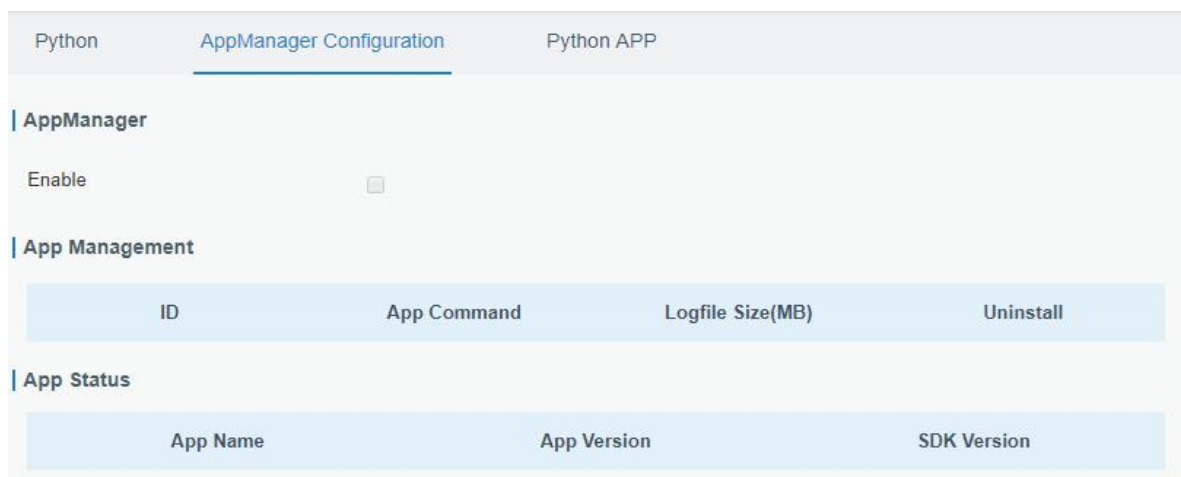 Python AppManager Configuration Python APP
AppManager
Enable
App Management
ID App Command Logfile Size(MB) Uninstall
App Status
App Name App Version SDK Version